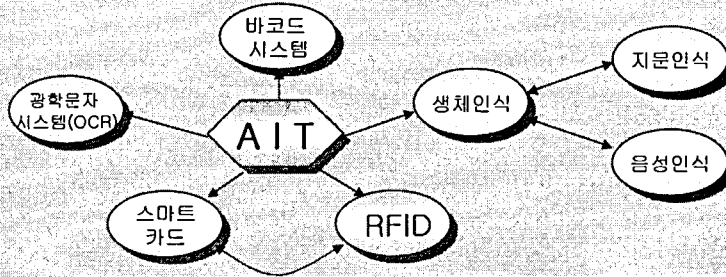 바코드
시스템
지문인식
광학문자
시스템(OCR)
생체인식
AIT
음성인식
스마트
카드
RFID